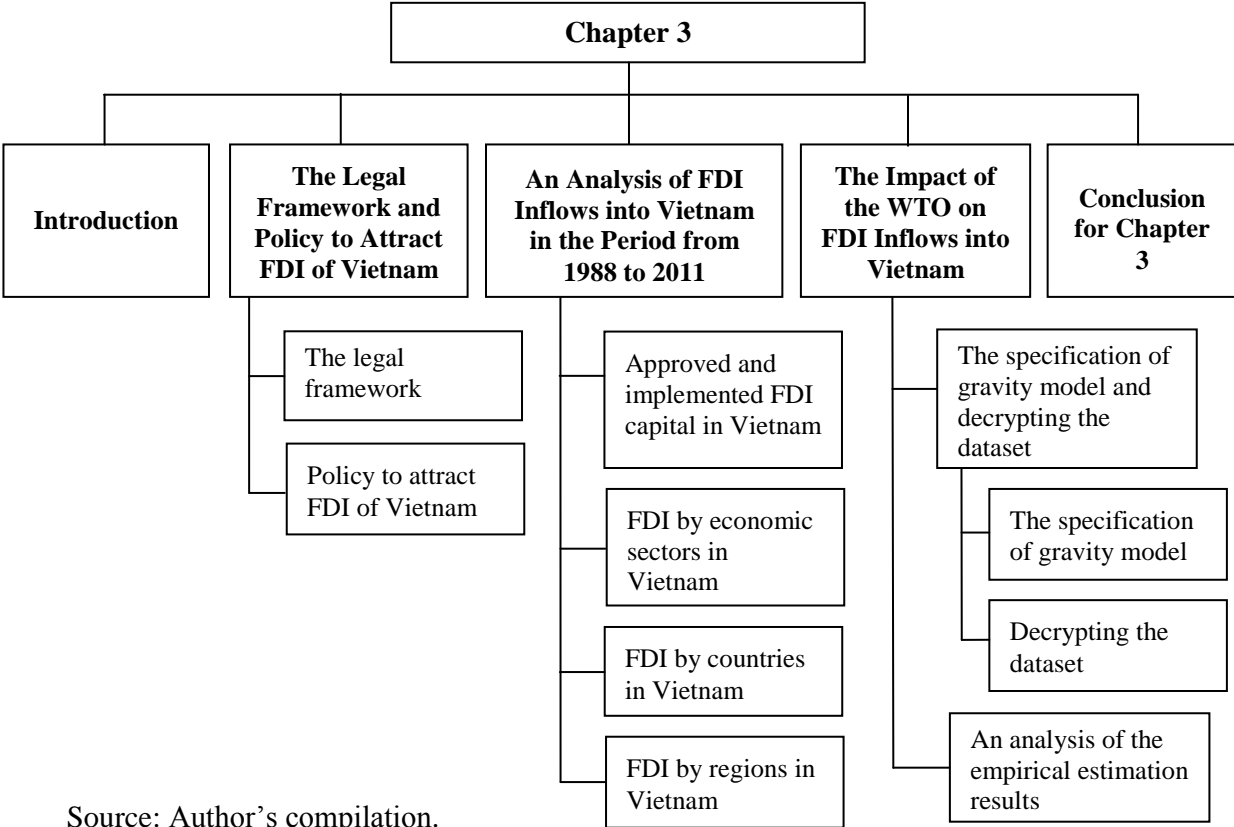 Chapter 3
Introduction
The Legal
Framework and
Policy to Attract
FDI of Vietnam
An Analysis of FDI
Inflows into Vietnam
in the Period from
1988 to 2011
The Impact of
the WTO on
FDI Inflows into
Vietnam
Conclusion
for Chapter
3
The legal
framework
Policy to attract
FDI of Vietnam
Approved and
implemented FDI
capital in Vietnam
FDI by economic
sectors in
Vietnam
FDI by countries
in Vietnam
FDI by regions in
Vietnam
The specification of
gravity model and
decrypting the
dataset
The specification
of gravity model
Decrypting the
dataset
An analysis of the
empirical estimation
results
Source: Author’s compilation.